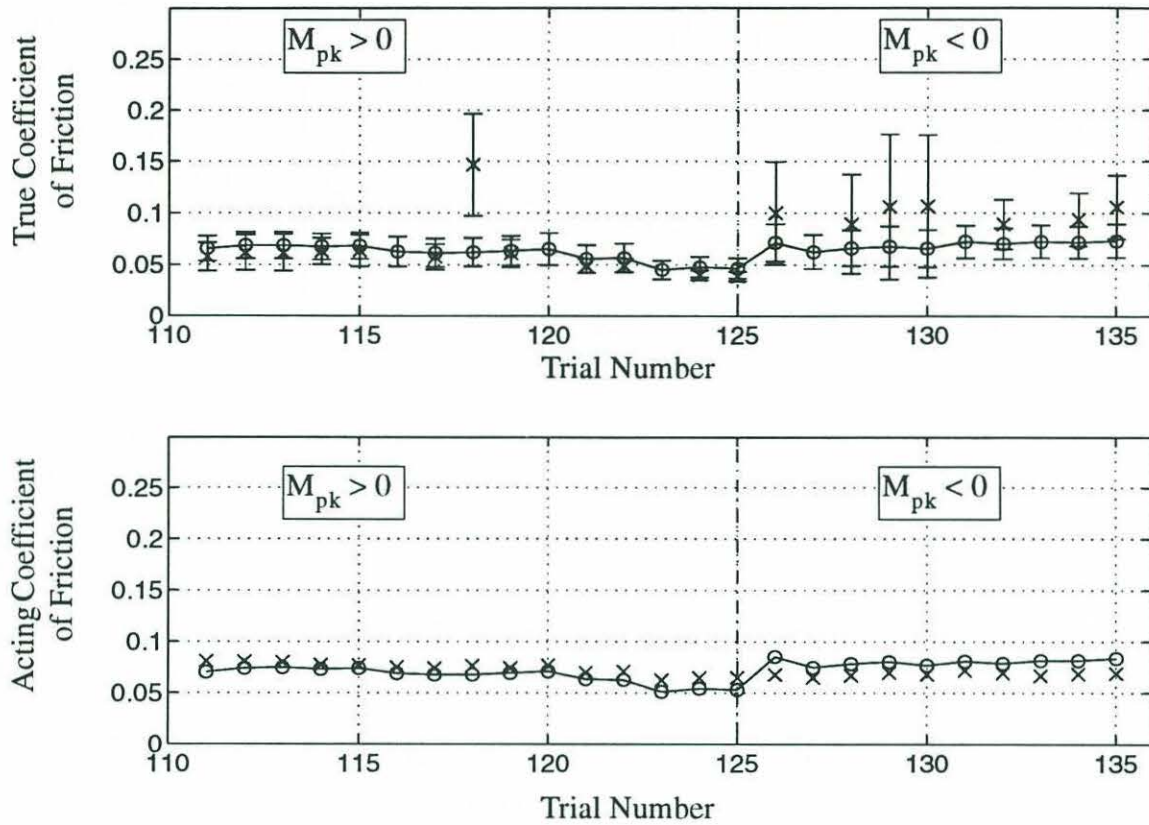 M_pk > 0
M_pk < 0
True Coefficient
of Friction
0.25
0.2
0.15
0.1
0.05
0
110
115
120
125
130
135
Trial Number
M_pk > 0
M_pk < 0
Acting Coefficient
of Friction
0.25
0.2
0.15
0.1
0.05
0
110
115
120
125
130
135
Trial Number